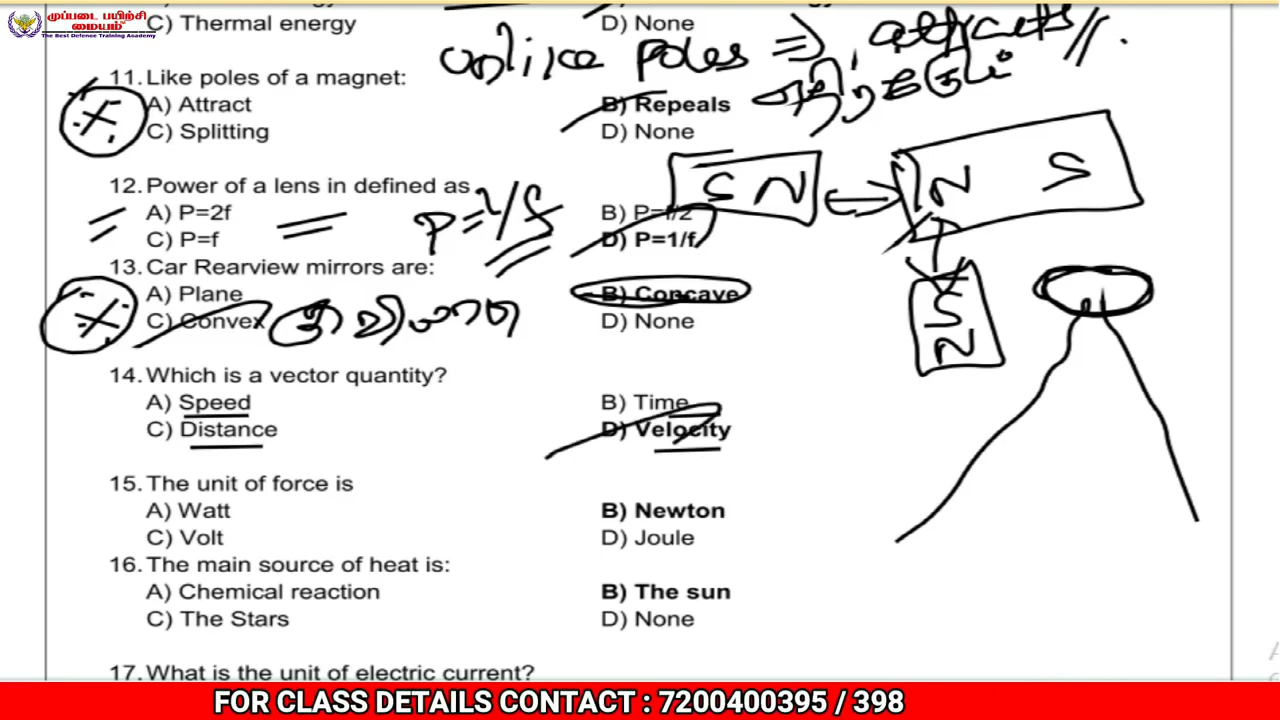 முப்படை பயிற்சி
மையம்
The Best Defence Training Academy
C) Thermal energy D) None
unlike Poles ⇒ attracts //.
11. Like poles of a magnet:
A) Attract B) Repeals
C) Splitting D) None
S N N S
12. Power of a lens in defined as
A) P=2f B) P=f/2
C) P=f D) P=1/f
P=1/f
13. Car Rearview mirrors are:
A) Plane B) Concave
C) Convex D) None
S
N
14. Which is a vector quantity?
A) Speed B) Time
C) Distance D) Velocity
15. The unit of force is
A) Watt B) Newton
C) Volt D) Joule
16. The main source of heat is:
A) Chemical reaction B) The sun
C) The Stars D) None
17. What is the unit of electric current?
FOR CLASS DETAILS CONTACT : 7200400395 / 398